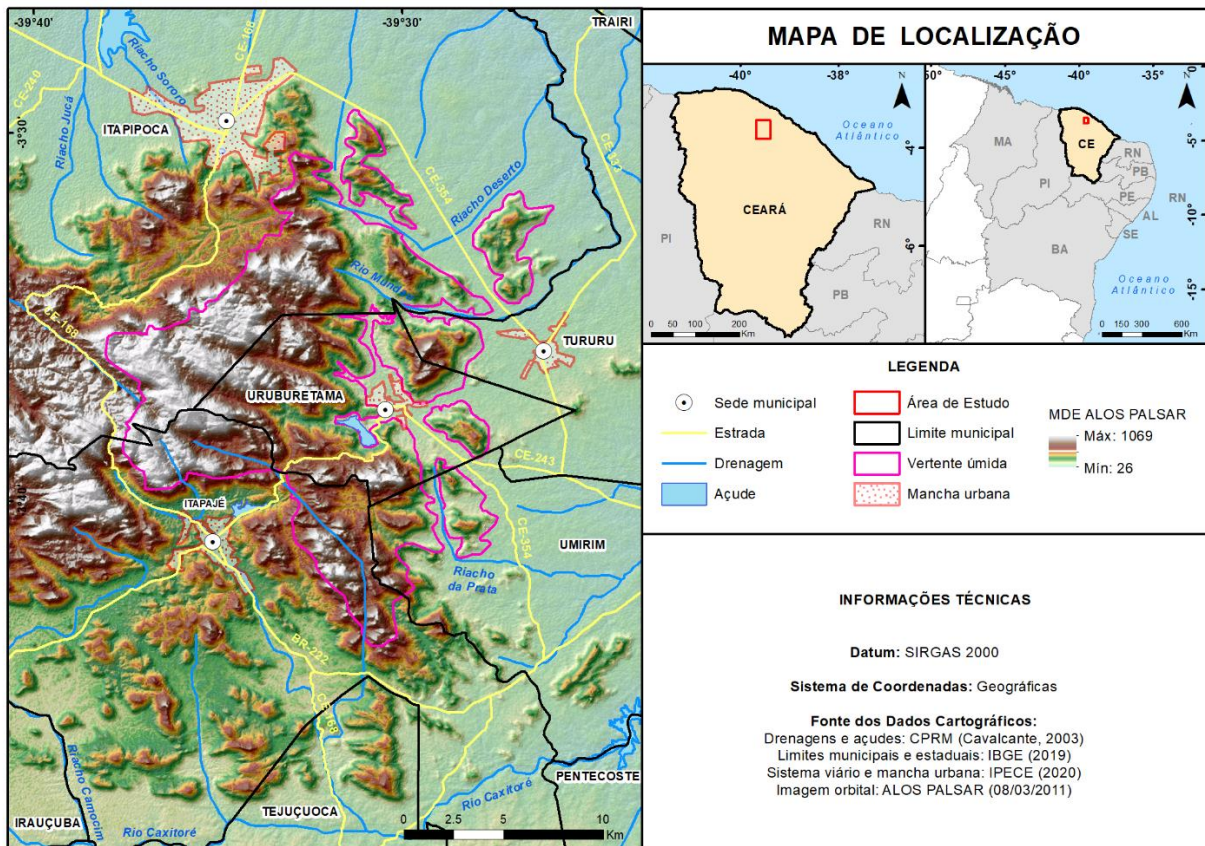 -39°40'
-39°30'
TRAIRI
CE-168
Riacho Sororo
CE-240
Riacho Jucá
ITAPIPOCA
-3°30'
CE-354
Riacho Deserto
Rio Mundaú
CE-168
TURURU
URUBURETAMA
CE-243
ITAPAJÉ
CE-354
UMIRIM
Riacho
da Prata
BR-222
CE-168
Riacho Camocim
PENTECOSTE
TEJUÇUOCA
Rio Caxitoré
IRAUÇUBA
Rio Caxitoré
0 2.5 5 10
Km
MAPA DE LOCALIZAÇÃO
-40°
-38°
N
Oceano
Atlântico
-4°
CEARÁ
PI
RN
-6°
PB
0 50 100 200
Km
-45°
-40°
-35°
0°
N
MA
CE
-5°
RN
PB
PI
PE
AL
RN
-10°
SE
BA
Oceano
Atlântico
-15°
0 150 300 600
Km
LEGENDA
Sede municipal
Estrada
Drenagem
Açude
Área de Estudo
Limite municipal
Vertente úmida
Mancha urbana
MDE ALOS PALSAR
Máx: 1069
Mín: 26
INFORMAÇÕES TÉCNICAS
Datum: SIRGAS 2000
Sistema de Coordenadas: Geográficas
Fonte dos Dados Cartográficos:
Drenagens e açudes: CPRM (Cavalcante, 2003)
Limites municipais e estaduais: IBGE (2019)
Sistema viário e mancha urbana: IPECE (2020)
Imagem orbital: ALOS PALSAR (08/03/2011)